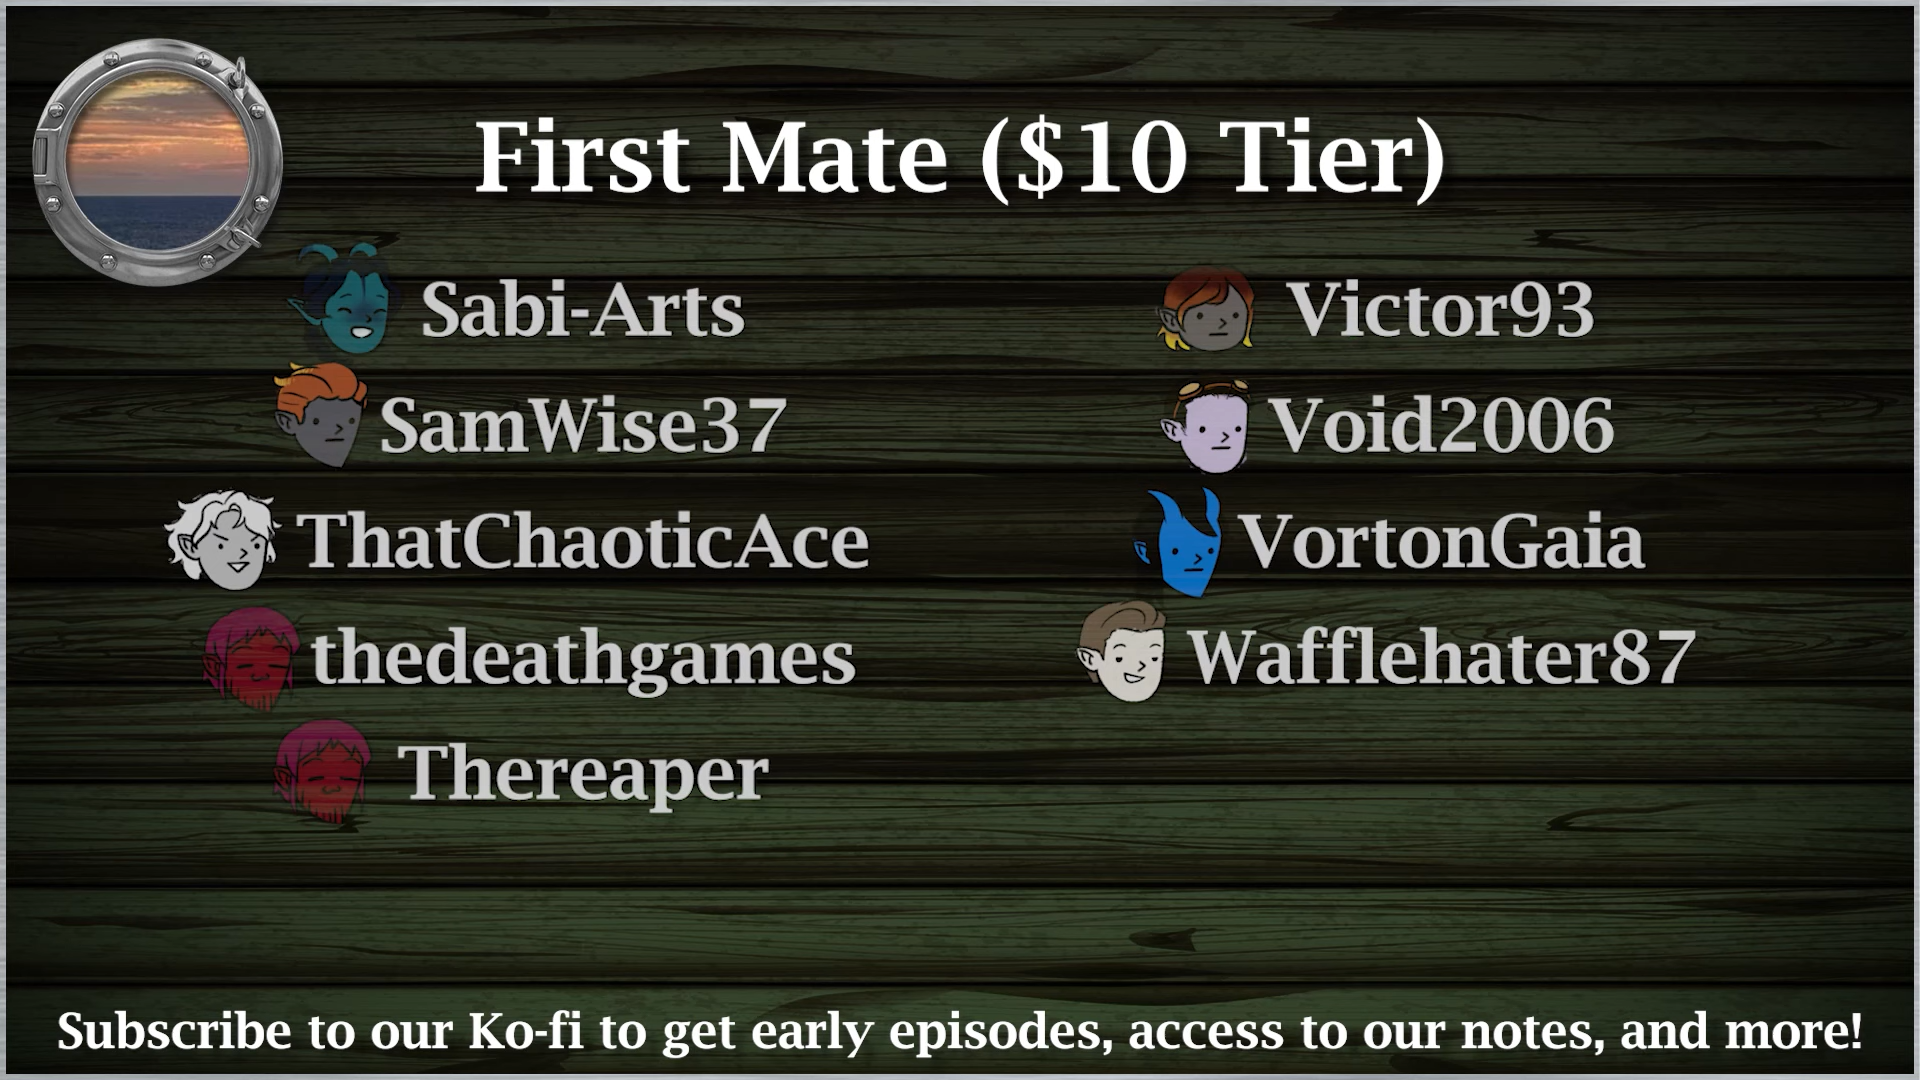 First Mate ($10 Tier)
Sabi-Arts
SamWise37
ThatChaoticAce
thedeathgames
Thereaper
Victor93
Void2006
VortonGaia
Wafflehater87
Subscribe to our Ko-fi to get early episodes, access to our notes, and more!